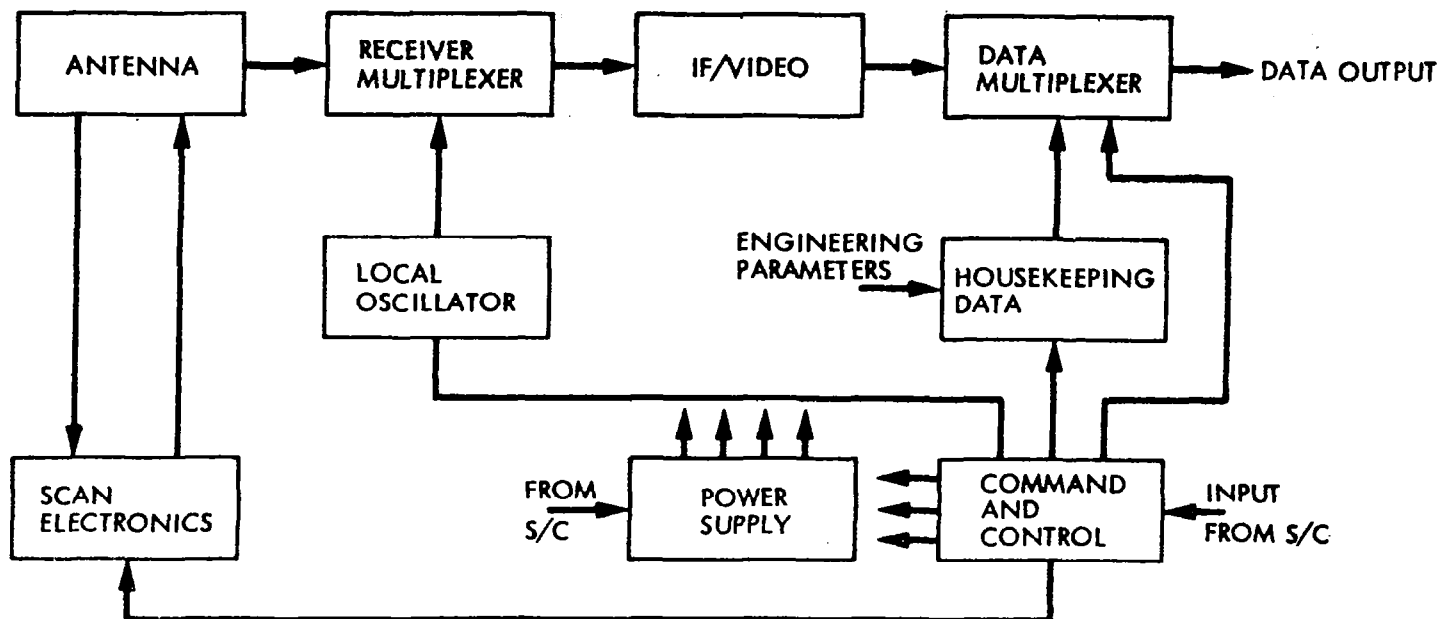 ANTENNA
RECEIVER
MULTIPLEXER
IF/VIDEO
DATA
MULTIPLEXER
DATA OUTPUT
LOCAL
OSCILLATOR
ENGINEERING
PARAMETERS
HOUSEKEEPING
DATA
SCAN
ELECTRONICS
FROM
S/C
POWER
SUPPLY
COMMAND
AND
CONTROL
INPUT
FROM S/C